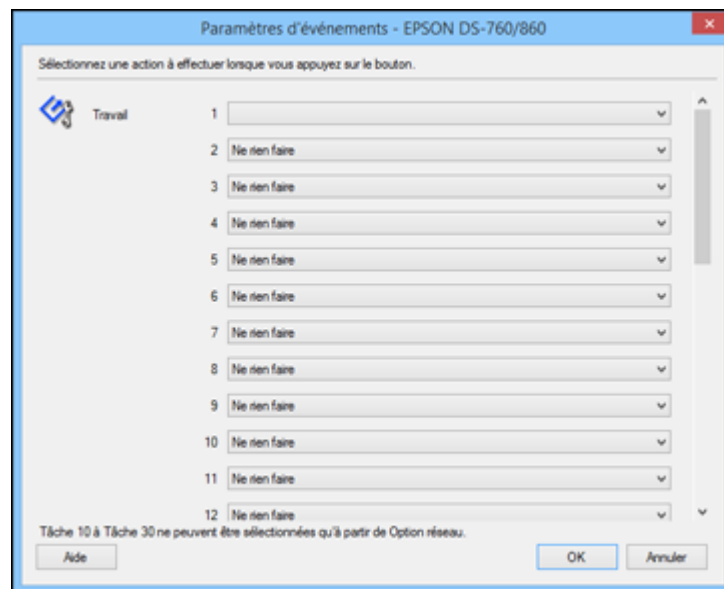 Paramètres d'événements - EPSON DS-760/860
Sélectionnez une action à effectuer lorsque vous appuyez sur le bouton.
Travail 1
2 Ne rien faire
3 Ne rien faire
4 Ne rien faire
5 Ne rien faire
6 Ne rien faire
7 Ne rien faire
8 Ne rien faire
9 Ne rien faire
10 Ne rien faire
11 Ne rien faire
12 Ne rien faire
Tâche 10 à Tâche 30 ne peuvent être sélectionnées qu'à partir de Option réseau.
Aide OK Annuler